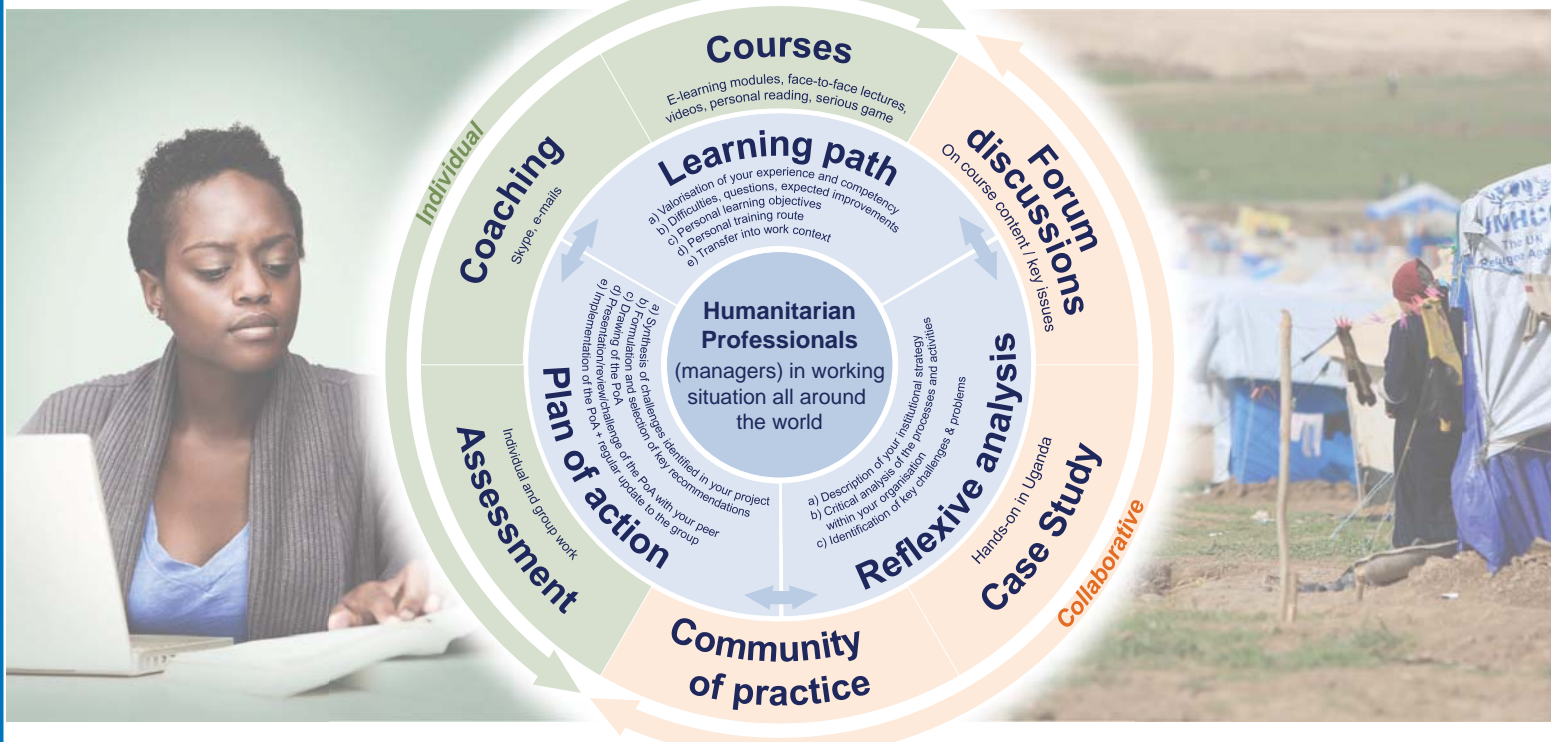 Individual
Collaborative
Courses
E-learning modules, face-to-face lectures,
videos, personal reading, serious game
Forum
discussions
On course content / key issues
Case Study
Hands-on in Uganda
Community
of practice
Assessment
Individual and group work
Coaching
Skype, e-mails
Learning path
a) Valorisation of your experience and competency
b) Difficulties, questions, expected improvements
c) Personal learning objectives
d) Personal training route
e) Transfer into work context
Reflexive analysis
a) Description of your institutional strategy
b) Critical analysis of the processes and activities
within your organisation
c) Identification of key challenges & problems
Plan of action
a) Synthesis of challenges identified in your project
b) Formulation and selection of key recommendations
c) Drawing of the PoA
d) Presentation/review/challenge of the PoA with your peer
e) Implementation of the PoA + regular update to the group
Humanitarian
Professionals
(managers) in working
situation all around
the world
UNHC
The UN
Refugee Age